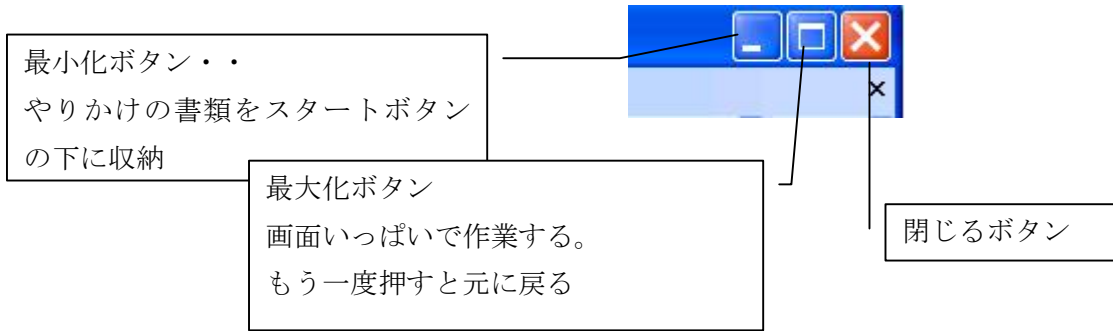 最小化ボタン・・
やりかけの書類をスタートボタン
の下に収納
最大化ボタン
画面いっぱいで作業する。
もう一度押すと元に戻る
閉じるボタン